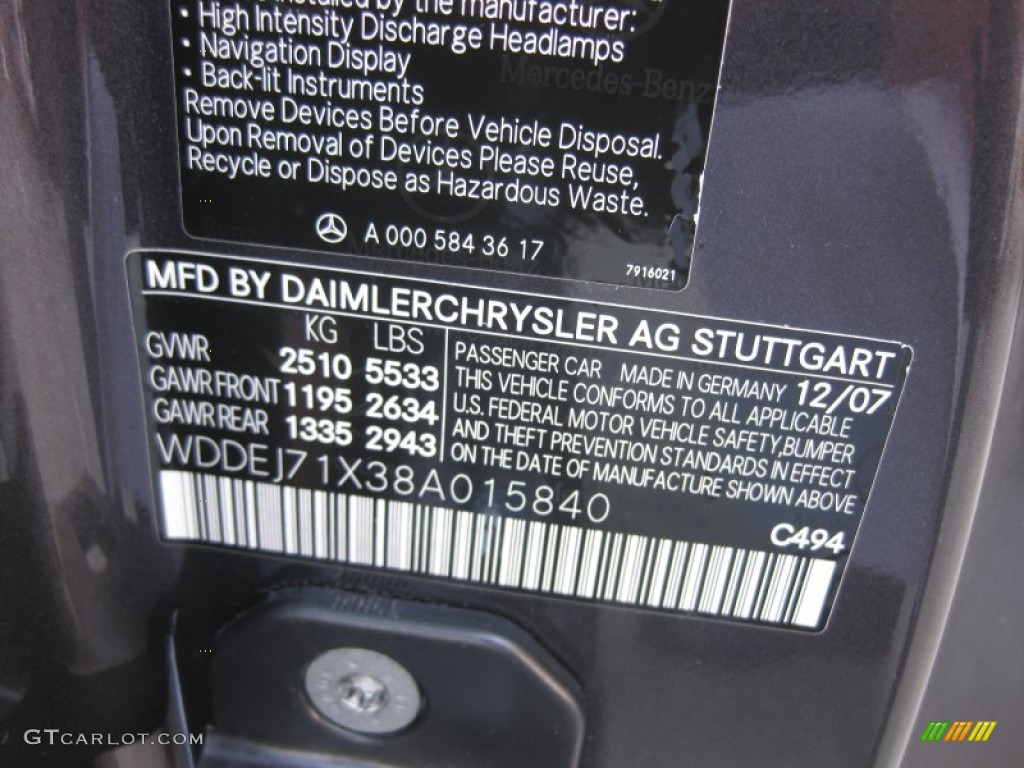 installed by the manufacturer:
• High Intensity Discharge Headlamps
• Navigation Display
• Back-lit Instruments
Remove Devices Before Vehicle Disposal.
Upon Removal of Devices Please Reuse,
Recycle or Dispose as Hazardous Waste.
Mercedes-Benz
A 000 584 36 17
7916021
MFD BY DAIMLERCHRYSLER AG STUTTGART
KG LBS
GVWR 2510 5533
GAWR FRONT 1195 2634
GAWR REAR 1335 2943
PASSENGER CAR MADE IN GERMANY 12/07
THIS VEHICLE CONFORMS TO ALL APPLICABLE
U.S. FEDERAL MOTOR VEHICLE SAFETY,BUMPER
AND THEFT PREVENTION STANDARDS IN EFFECT
ON THE DATE OF MANUFACTURE SHOWN ABOVE
WDDEJ71X38A015840
C494
GTCARLOT.COM